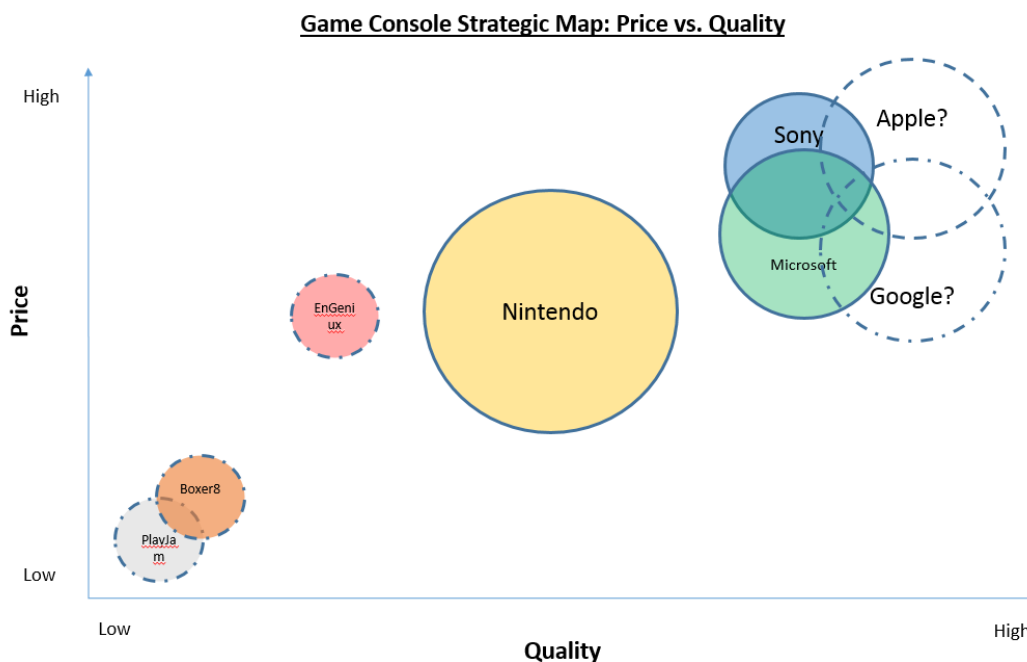 Game Console Strategic Map: Price vs. Quality
High
Apple?
Sony
Microsoft
Google?
EnGeni
ux
Nintendo
Price
Boxer8
PlayJa
m
Low
Low
High
Quality